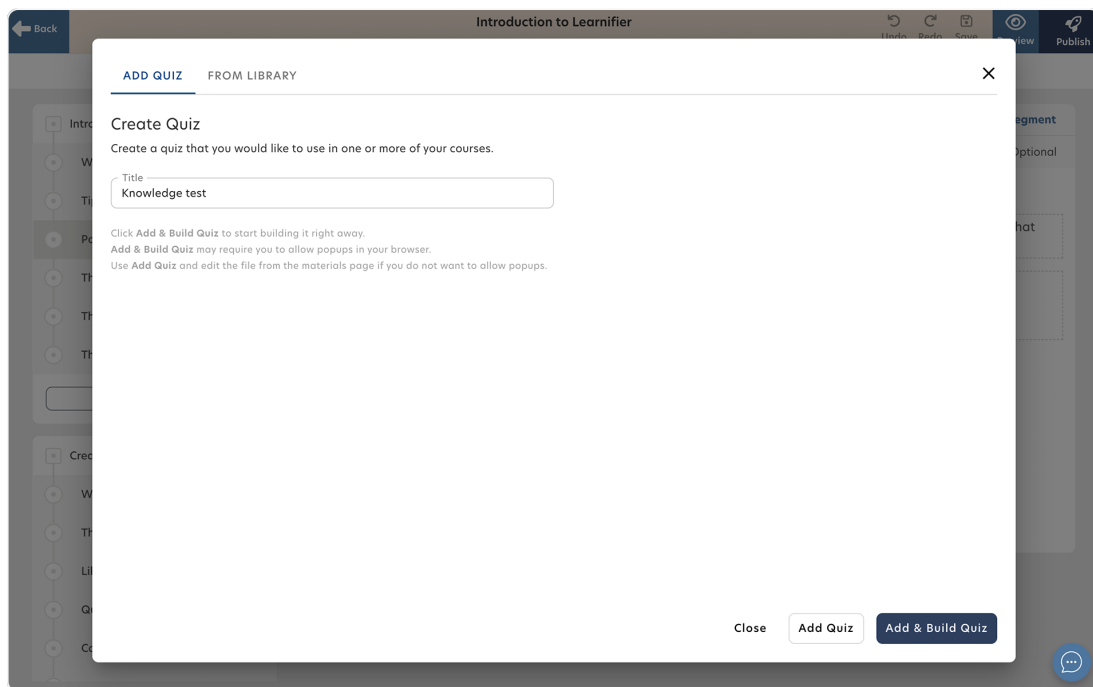 Back
Introduction to Learnifier
Undo Redo Save
Publish
ADD QUIZ FROM LIBRARY
Create Quiz
Create a quiz that you would like to use in one or more of your courses.
Title
Knowledge test
Click Add & Build Quiz to start building it right away.
Add & Build Quiz may require you to allow popups in your browser.
Use Add Quiz and edit the file from the materials page if you do not want to allow popups.
Close Add Quiz Add & Build Quiz